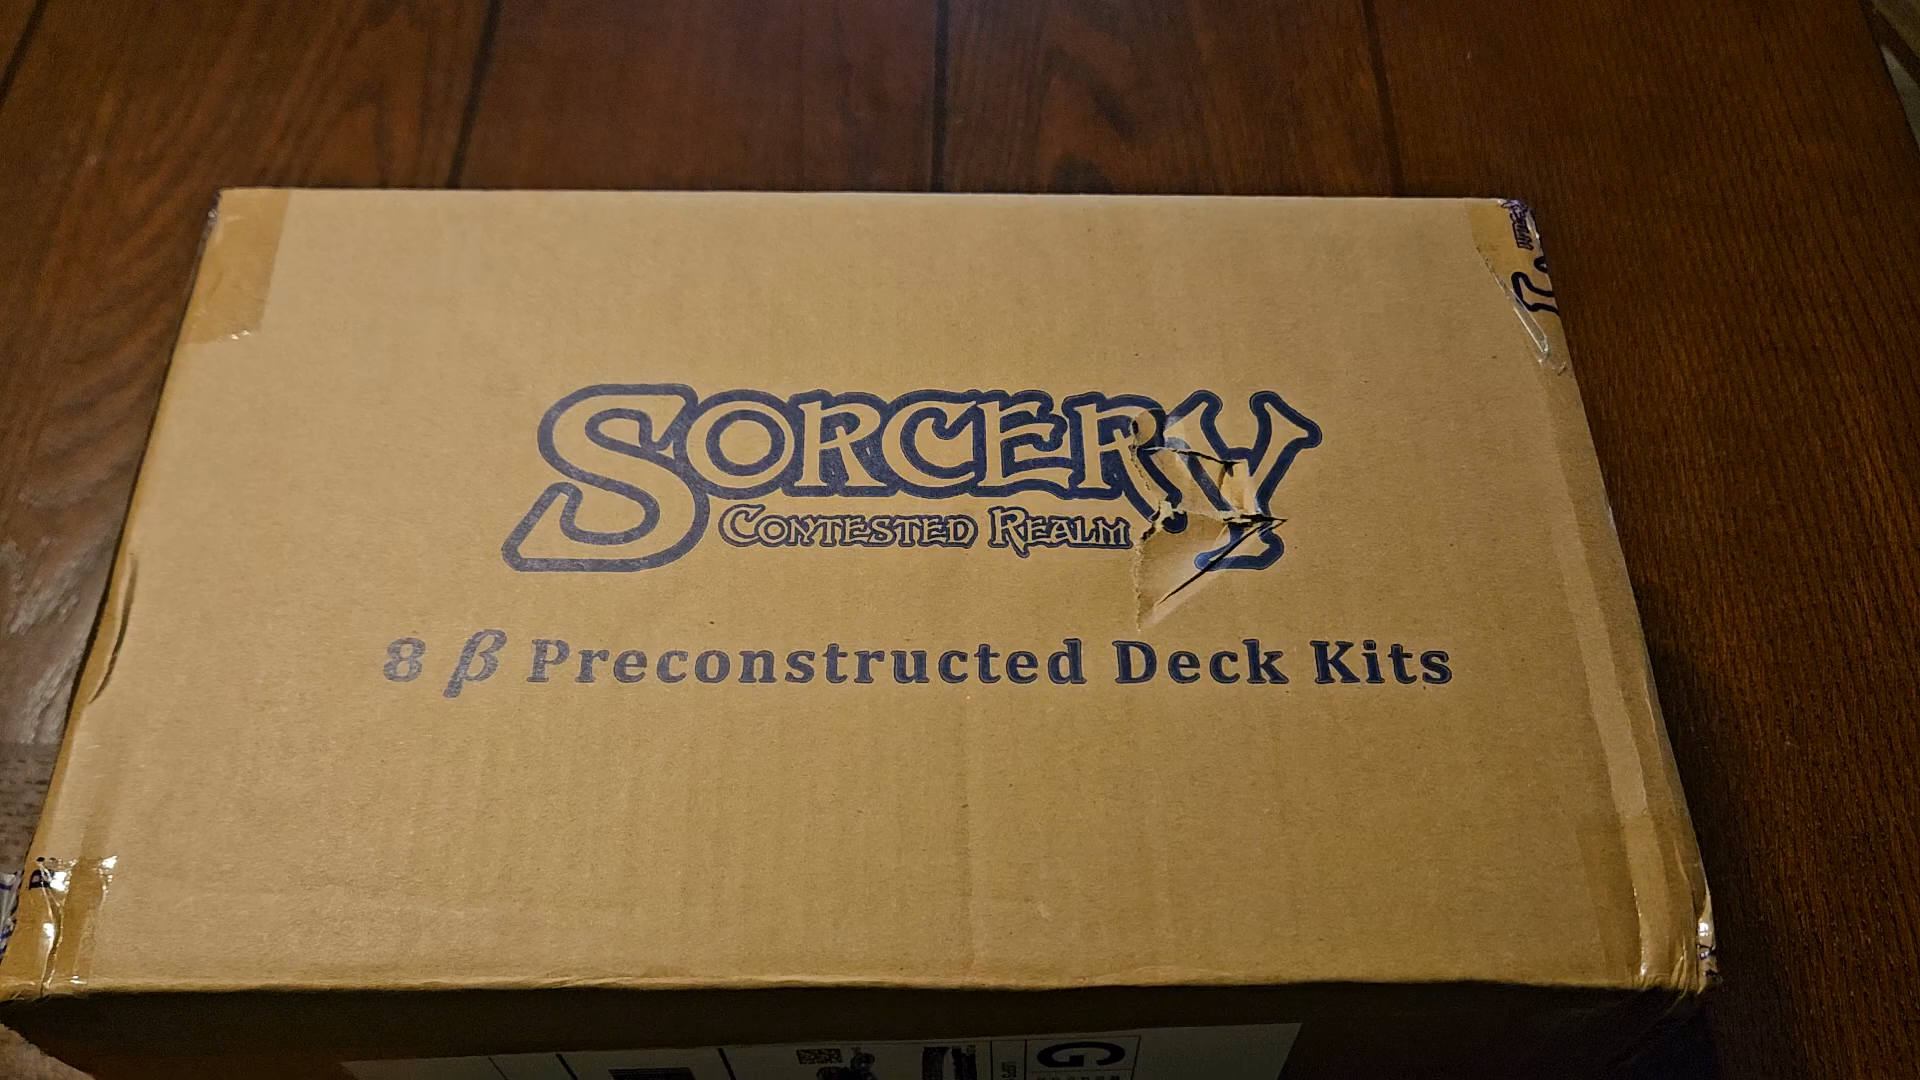 SORCERY
CONTESTED REALM
8 β Preconstructed Deck Kits
G